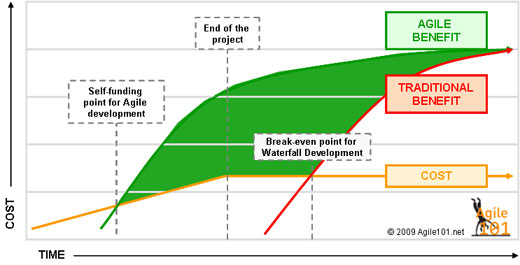 AGILE
BENEFIT
End of the
project
Self-funding
point for Agile
development
TRADITIONAL
BENEFIT
Break-even point for
Waterfall Development
COST
COST
Agile
101
© 2009 Agile101.net
TIME